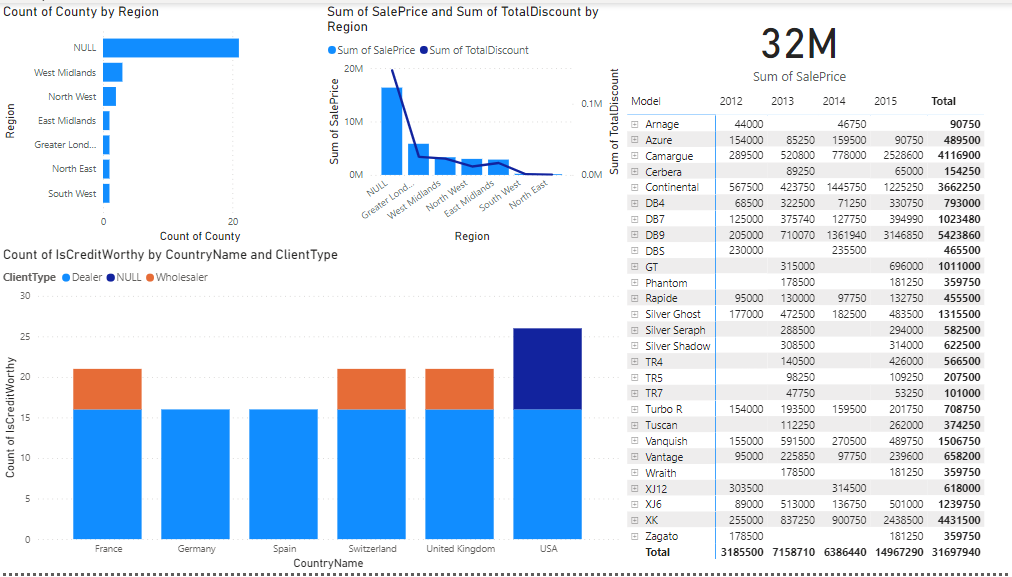 Count of County by Region
Region
NULL
West Midlands
North West
East Midlands
Greater Lond...
North East
South West
0 20
Count of County
Sum of SalePrice and Sum of TotalDiscount by
Region
Sum of SalePrice Sum of TotalDiscount
Sum of SalePrice
20M
10M
0M
0.1M
0.0M
Sum of TotalDiscount
NULL
Greater Lond...
West Midlands
North West
East Midlands
South West
North East
Region
32M
Sum of SalePrice
Count of IsCreditWorthy by CountryName and ClientType
ClientType Dealer NULL Wholesaler
Count of IsCreditWorthy
30
25
20
15
10
5
0
France Germany Spain Switzerland United Kingdom USA
CountryName
Model 2012 2013 2014 2015 Total
Arnage 44000 46750 90750
Azure 154000 85250 159500 90750 489500
Camargue 289500 520800 778000 2528600 4116900
Cerbera 89250 65000 154250
Continental 567500 423750 1445750 1225250 3662250
DB4 68500 322500 71250 330750 793000
DB7 125000 375740 127750 394990 1023480
DB9 205000 710070 1361940 3146850 5423860
DBS 230000 235500 465500
GT 315000 696000 1011000
Phantom 178500 181250 359750
Rapide 95000 130000 97750 132750 455500
Silver Ghost 177000 472500 182500 483500 1315500
Silver Seraph 288500 294000 582500
Silver Shadow 308500 314000 622500
TR4 140500 426000 566500
TR5 98250 109250 207500
TR7 47750 53250 101000
Turbo R 154000 193500 159500 201750 708750
Tuscan 112250 262000 374250
Vanquish 155000 591500 270500 489750 1506750
Vantage 95000 225850 97750 239600 658200
Wraith 178500 181250 359750
XJ12 303500 314500 618000
XJ6 89000 513000 136750 501000 1239750
XK 255000 837250 900750 2438500 4431500
Zagato 178500 181250 359750
Total 3185500 7158710 6386440 14967290 31697940